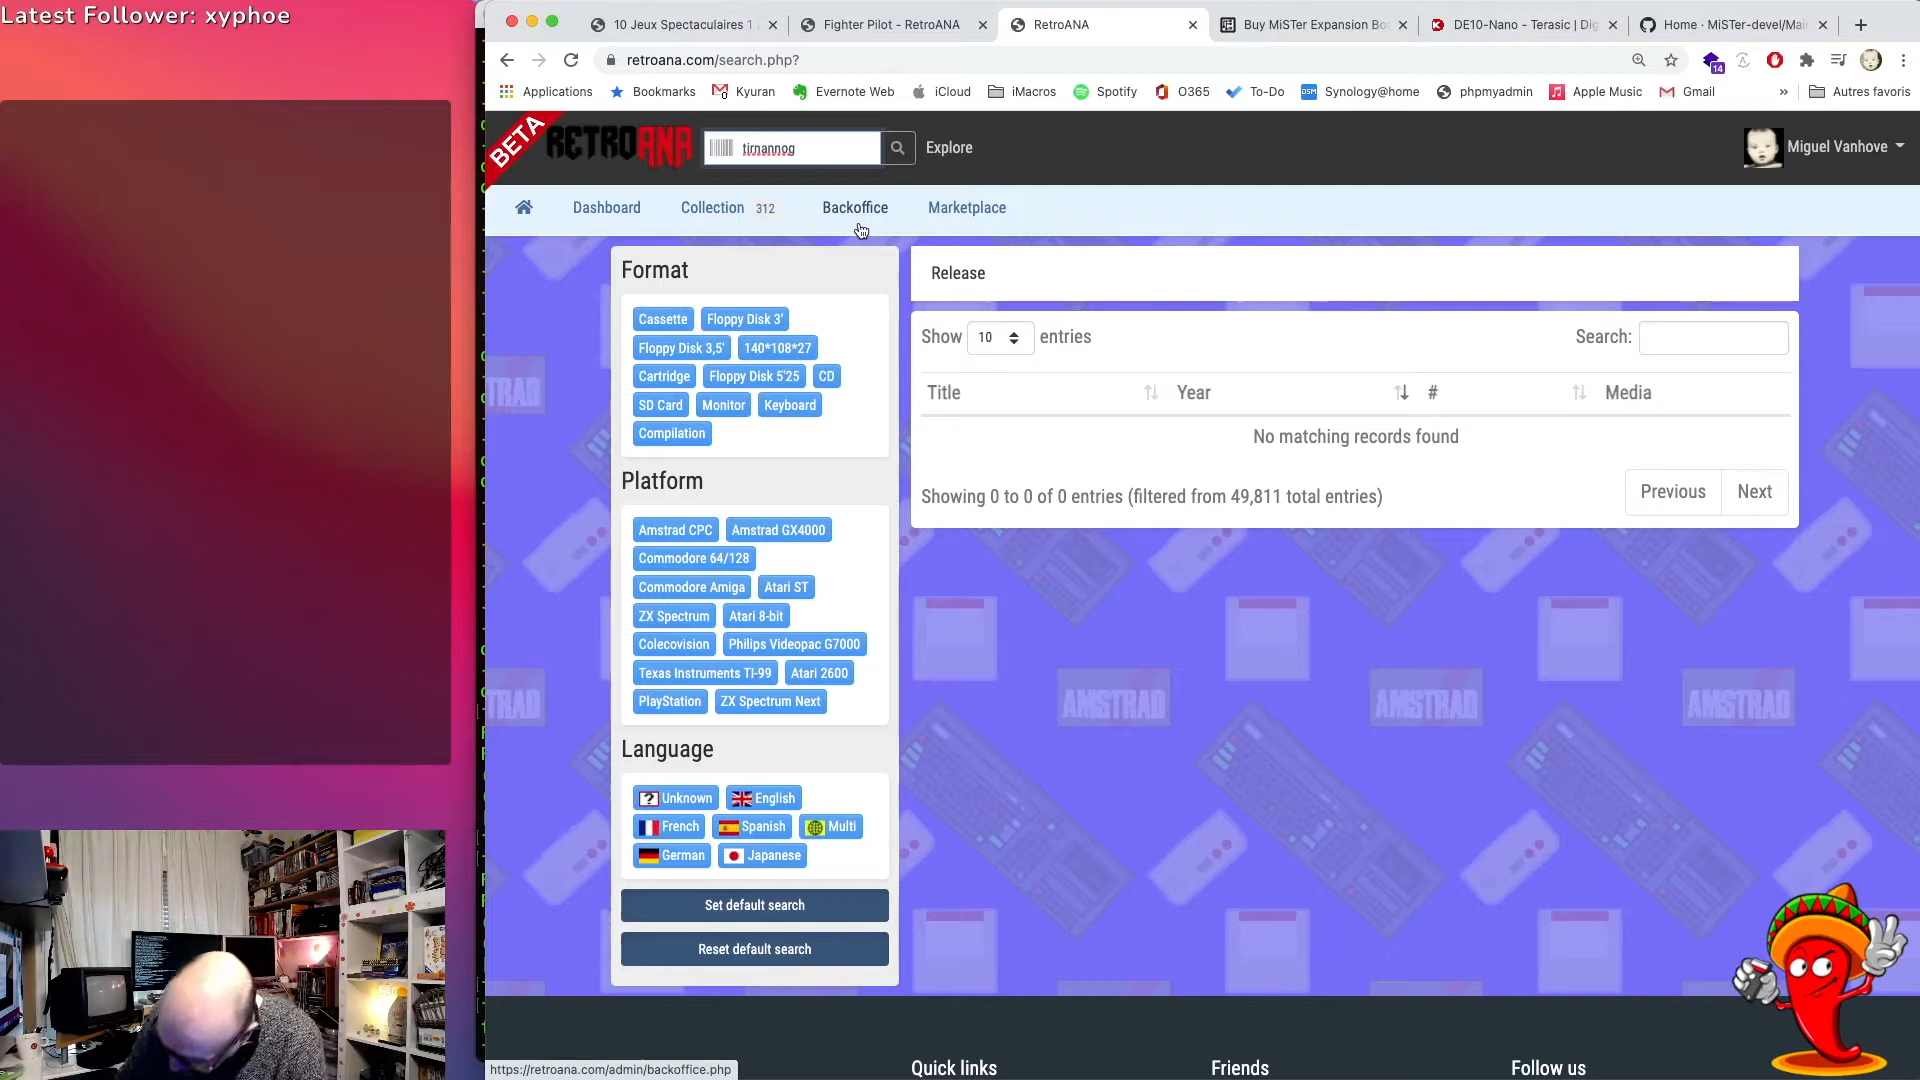 Latest Follower: xyphoe
10 Jeux Spectaculaires 1
Fighter Pilot - RetroANA
RetroANA
Buy MiSTer Expansion Bo
DE10-Nano - Terasic | Dig
Home · MiSTer-devel/Mai
retroana.com/search.php?
14
Applications
Bookmarks
Kyuran
Evernote Web
iCloud
iMacros
Spotify
O365
To-Do
DSM
Synology@home
phpmyadmin
Apple Music
Gmail
»
Autres favoris
BETA
RETROANA
tirnannog
Explore
Miguel Vanhove
Dashboard
Collection 312
Backoffice
Marketplace
Format
Cassette
Floppy Disk 3'
Floppy Disk 3,5'
140*108*27
Cartridge
Floppy Disk 5'25
CD
SD Card
Monitor
Keyboard
Compilation
Platform
Amstrad CPC
Amstrad GX4000
Commodore 64/128
Commodore Amiga
Atari ST
ZX Spectrum
Atari 8-bit
Colecovision
Philips Videopac G7000
Texas Instruments TI-99
Atari 2600
PlayStation
ZX Spectrum Next
Language
Unknown
English
French
Spanish
Multi
German
Japanese
Set default search
Reset default search
Release
Show 10 entries
Search:
Title
Year
#
Media
No matching records found
Showing 0 to 0 of 0 entries (filtered from 49,811 total entries)
Previous
Next
TRAD
TRAD
AMSTRAD
AMSTRAD
AMSTRAD
https://retroana.com/admin/backoffice.php
Quick links
Friends
Follow us